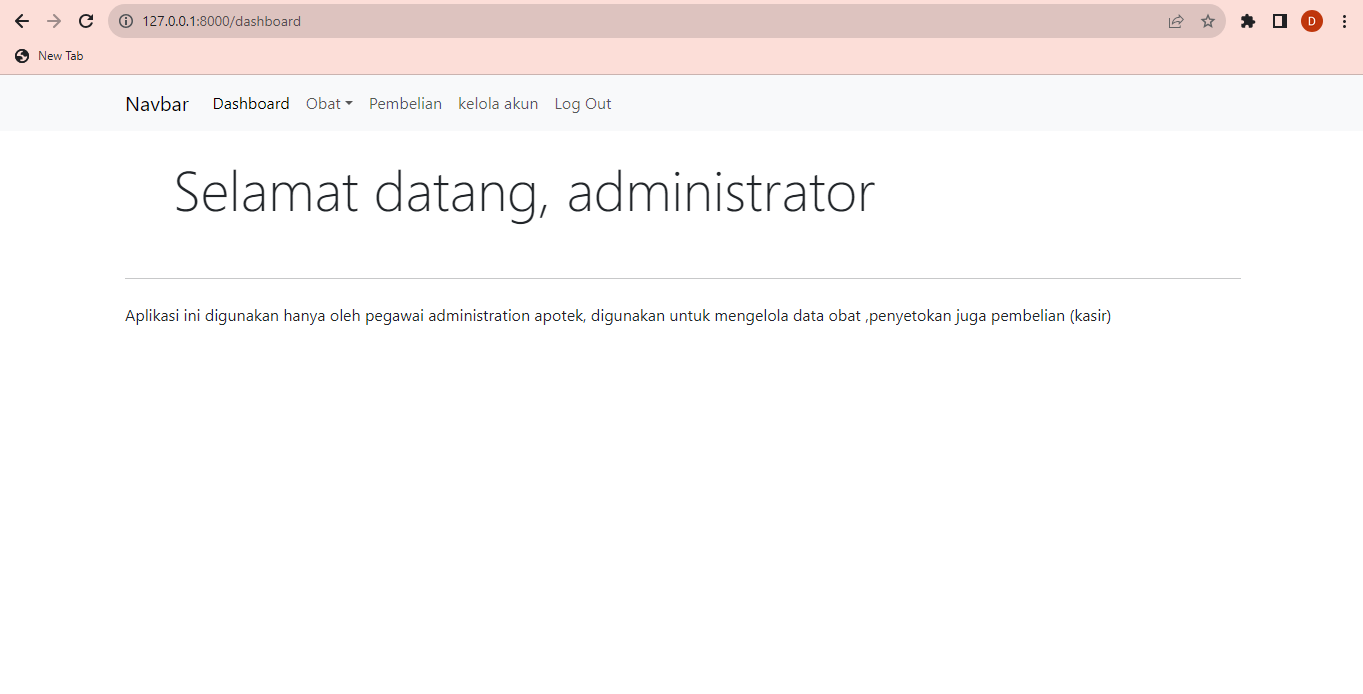 127.0.0.1:8000/dashboard
D
New Tab
Navbar Dashboard Obat Pembelian kelola akun Log Out
Selamat datang, administrator
Aplikasi ini digunakan hanya oleh pegawai administration apotek, digunakan untuk mengelola data obat ,penyetokan juga pembelian (kasir)